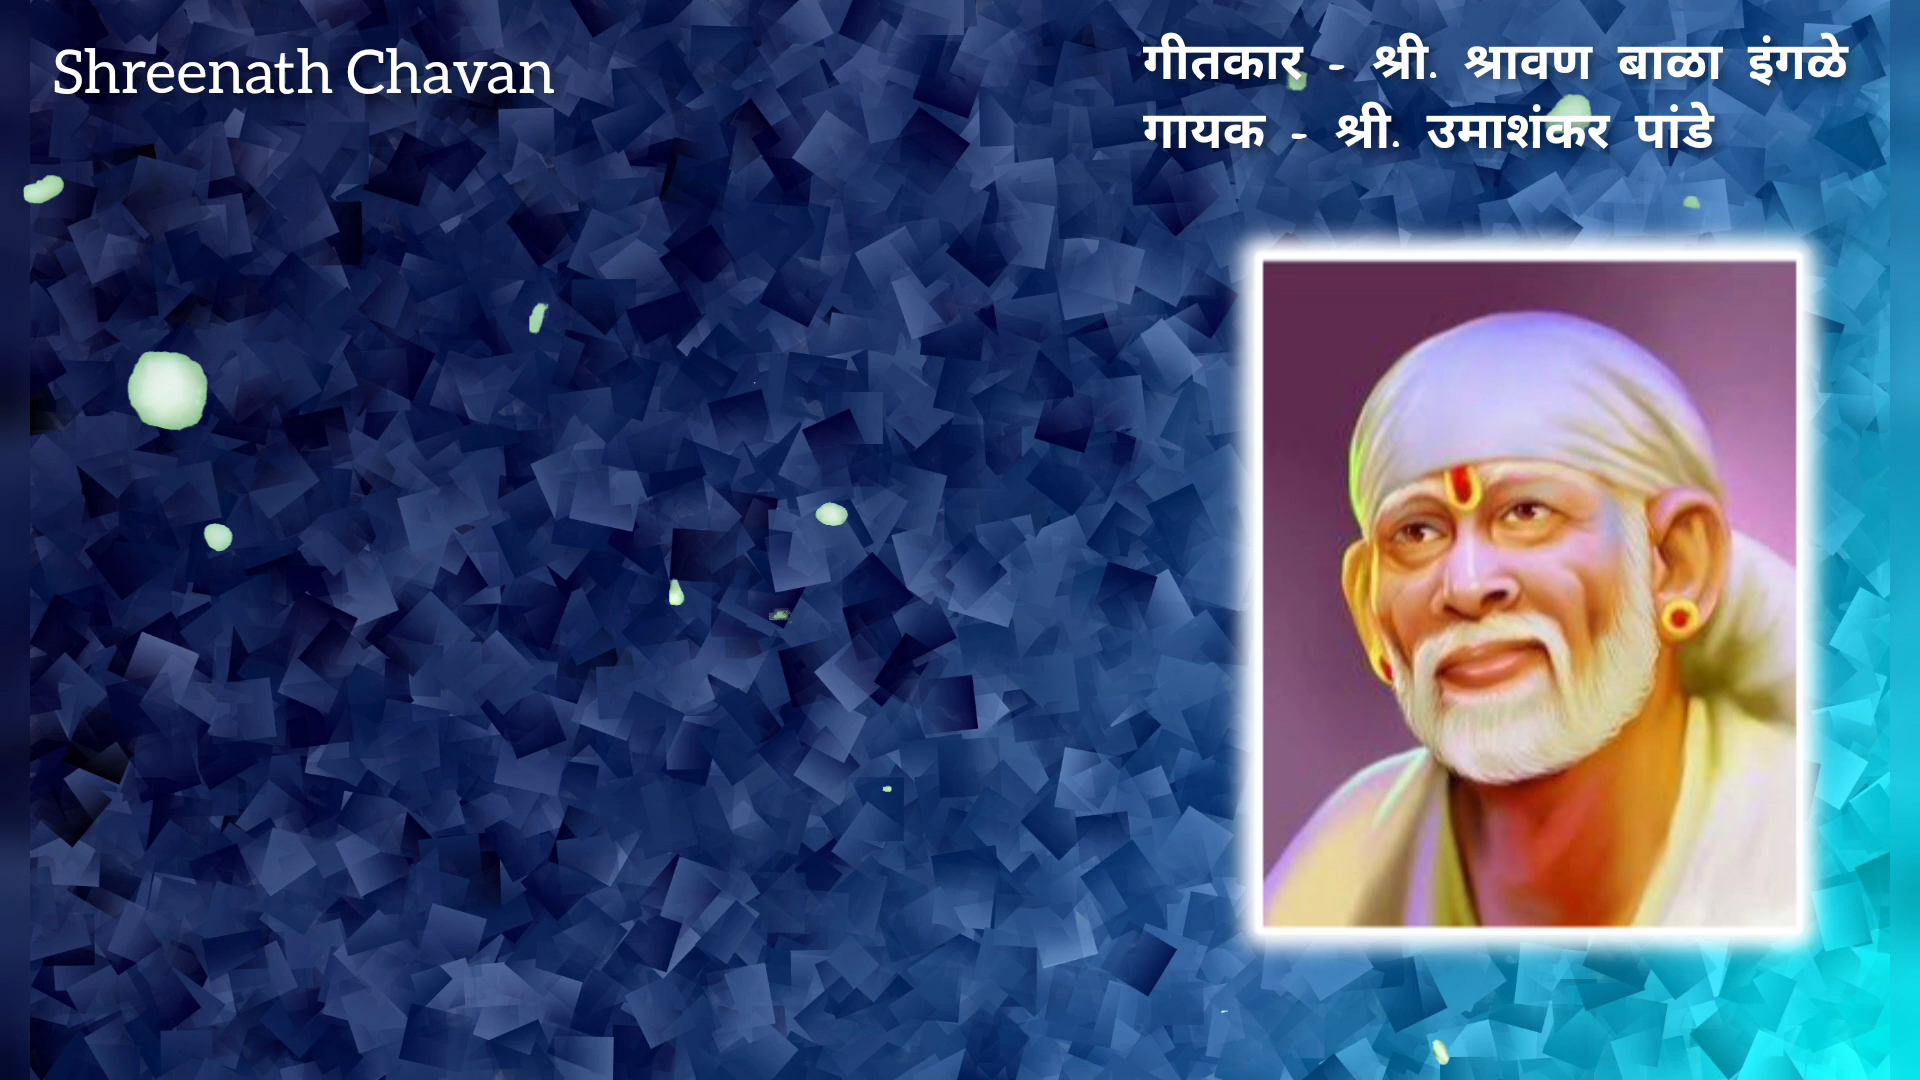 Shreenath Chavan
गीतकार - श्री. श्रावण बाळा इंगळे
गायक - श्री. उमाशंकर पांडे